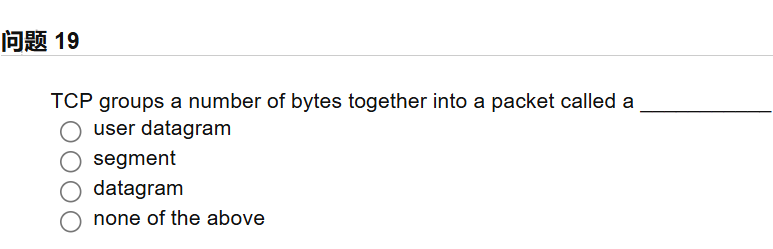 问题 19
TCP groups a number of bytes together into a packet called a ____________
user datagram
segment
datagram
none of the above